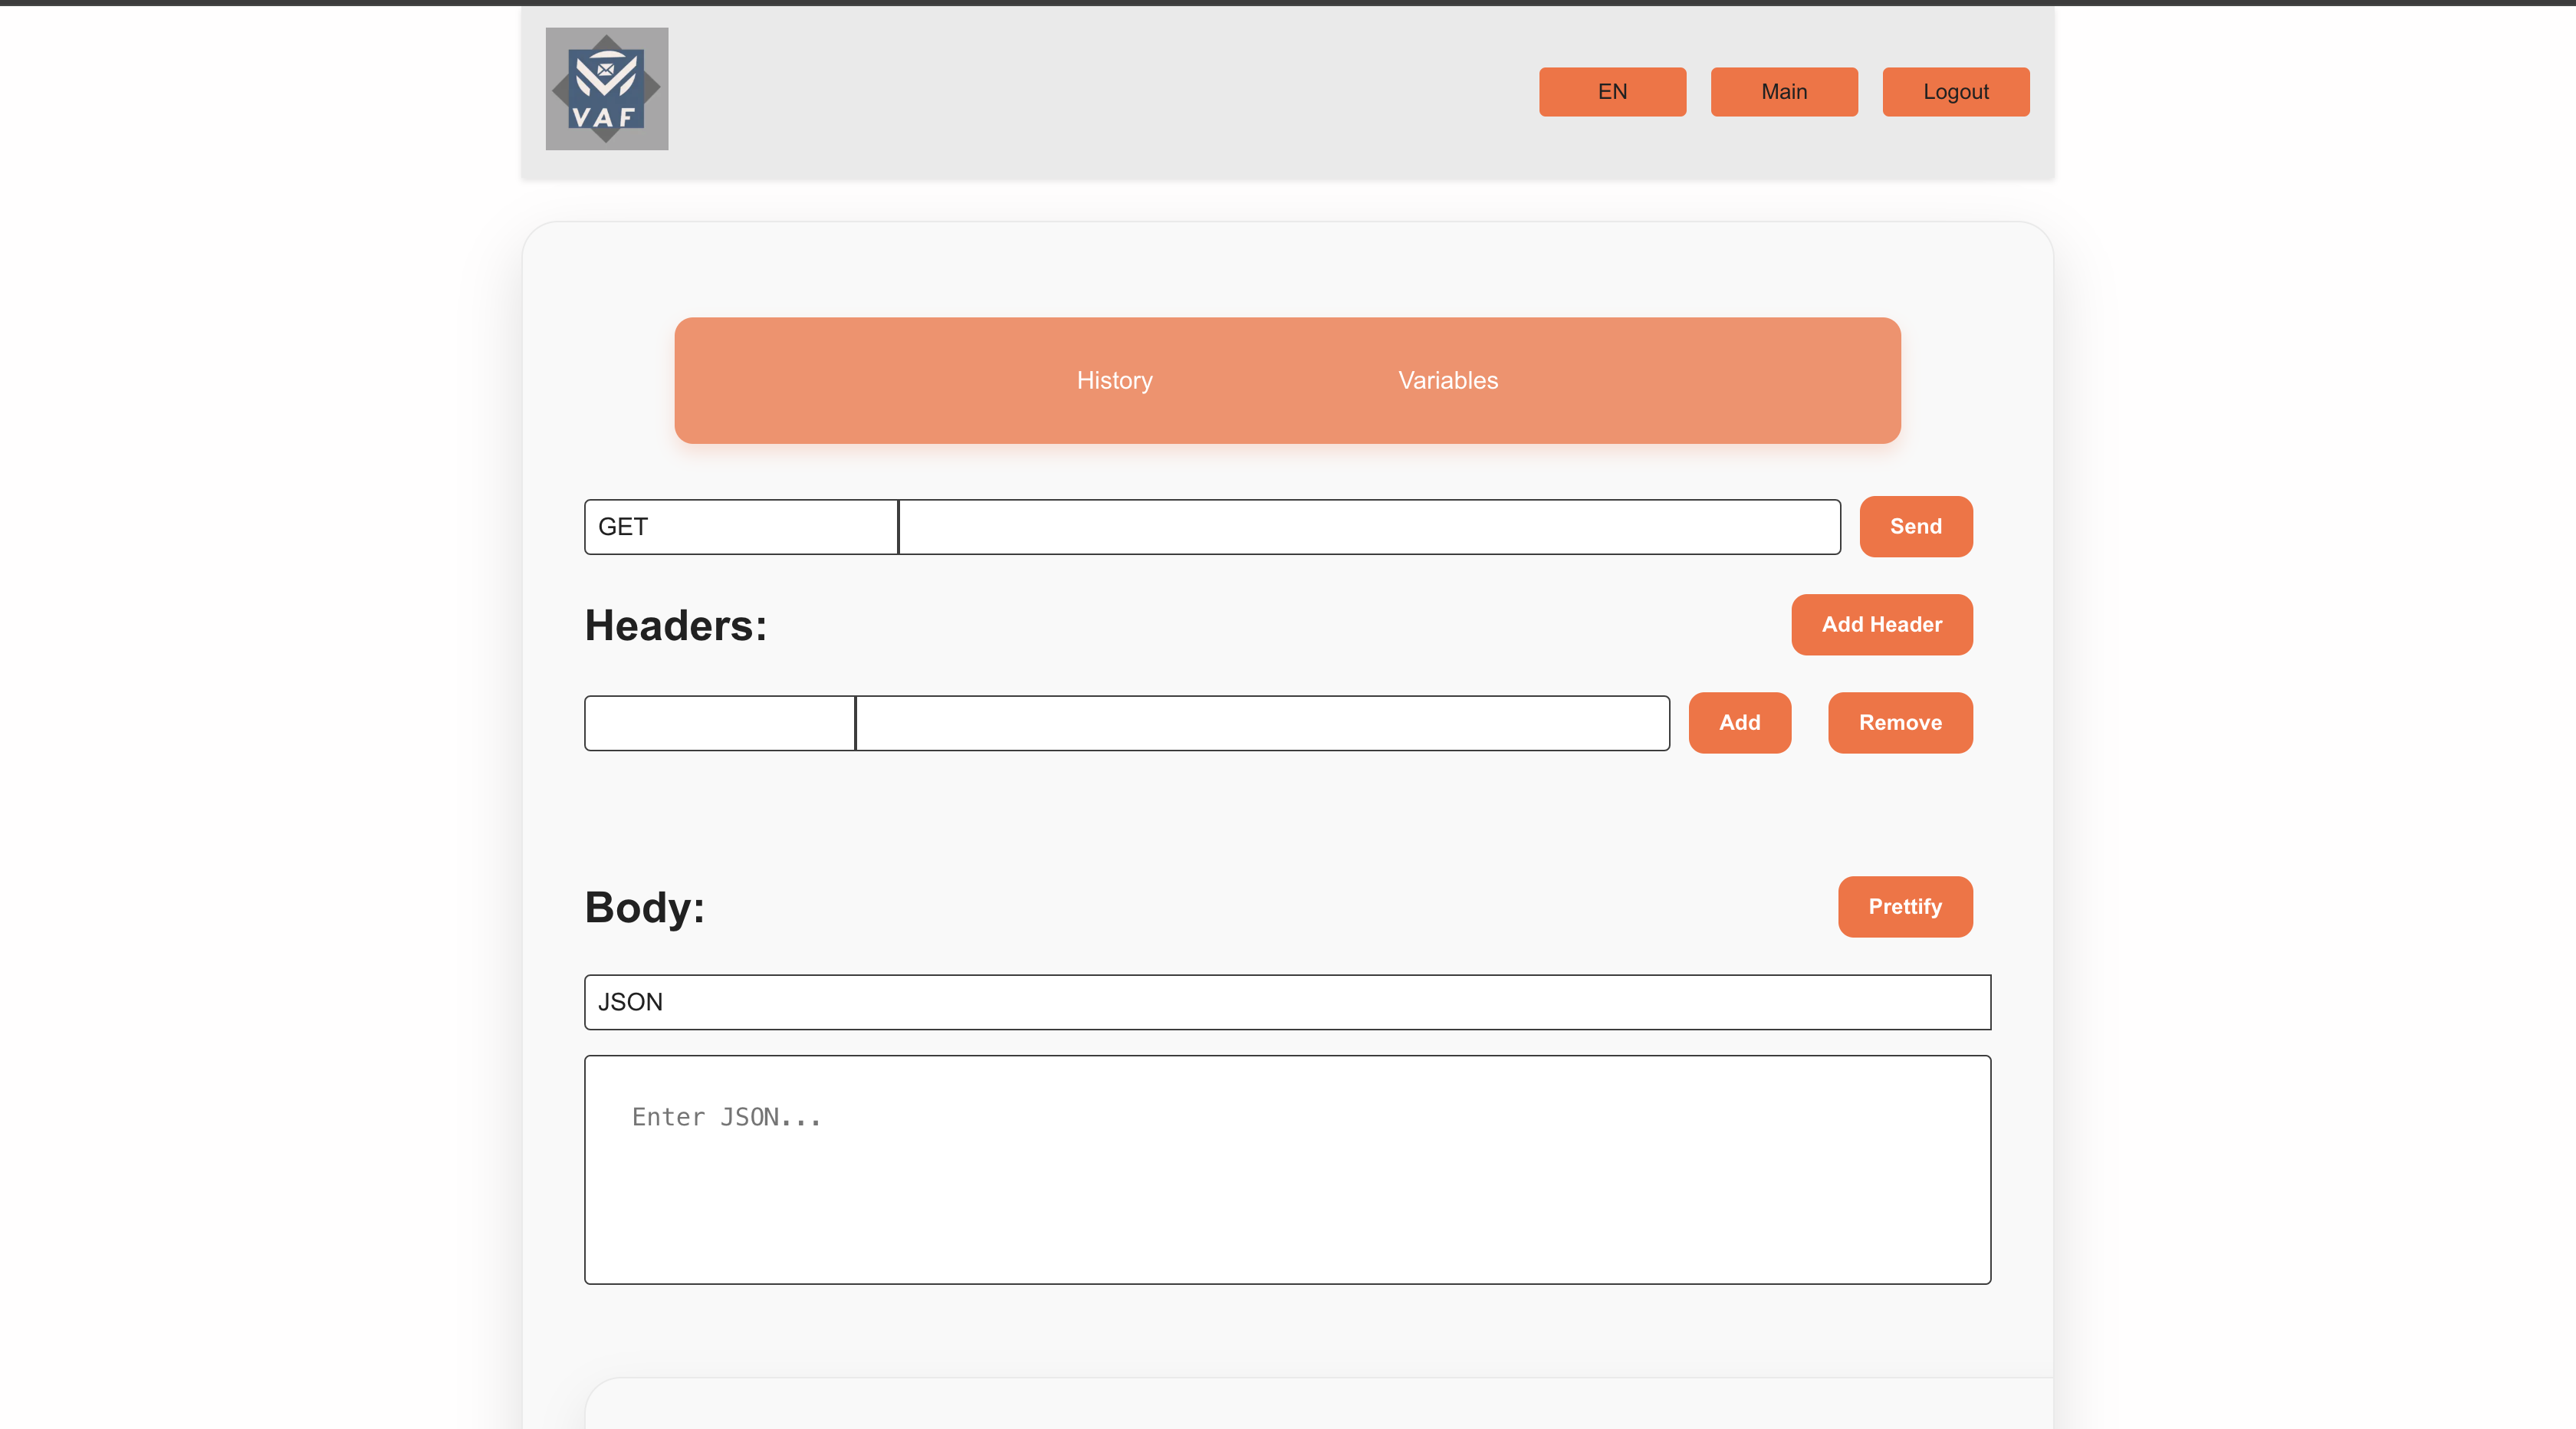 VAF
EN
Main
Logout
History
Variables
GET
Send
Headers:
Add Header
Add
Remove
Body:
Prettify
JSON
Enter JSON...